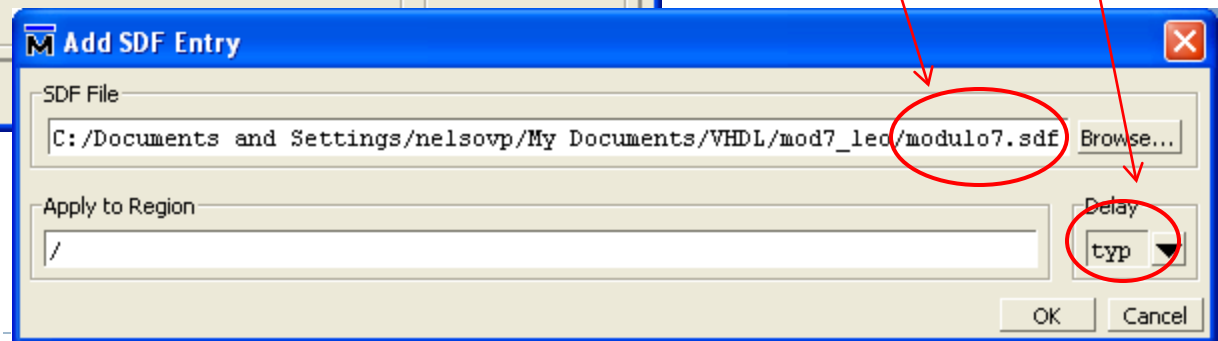 Add SDF Entry
SDF File
C:/Documents and Settings/nelsovp/My Documents/VHDL/mod7_leo/modulo7.sdf
Browse...
Apply to Region
Delay
/
typ
OK
Cancel